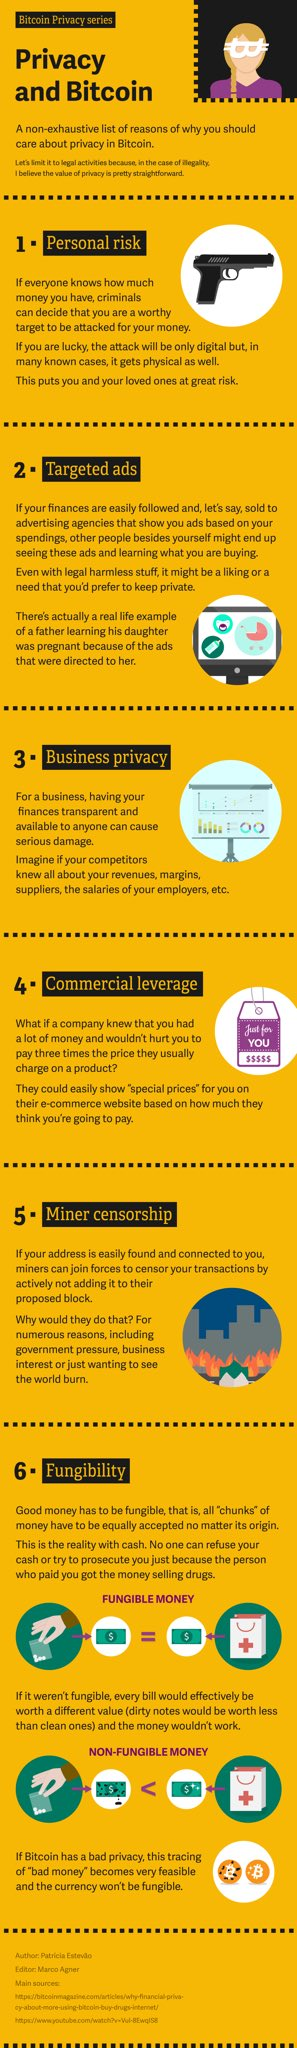 Bitcoin Privacy series
Privacy
and Bitcoin
A non-exhaustive list of reasons of why you should
care about privacy in Bitcoin.
Let's limit it to legal activities because, in the case of illegality,
I believe the value of privacy is pretty straightforward.
1 · Personal risk
If everyone knows how much
money you have, criminals
can decide that you are a worthy
target to be attacked for your money.
If you are lucky, the attack will be only digital but, in
many known cases, it gets physical as well.
This puts you and your loved ones at great risk.
2 · Targeted ads
If your finances are easily followed and, let's say, sold to
advertising agencies that show you ads based on your
spendings, other people besides yourself might end up
seeing these ads and learning what you are buying.
Even with legal harmless stuff, it might be a liking or a
need that you'd prefer to keep private.
There's actually a real life example
of a father learning his daughter
was pregnant because of the ads
that were directed to her.
3 · Business privacy
For a business, having your
finances transparent and
available to anyone can cause
serious damage.
Imagine if your competitors
knew all about your revenues, margins,
suppliers, the salaries of your employers, etc.
4 · Commercial leverage
What if a company knew that you had
a lot of money and wouldn't hurt you to
pay three times the price they usually
charge on a product?
Just for
YOU
$$$$$
They could easily show "special prices" for you on
their e-commerce website based on how much they
think you're going to pay.
5 · Miner censorship
If your address is easily found and connected to you,
miners can join forces to censor your transactions by
actively not adding it to their
proposed block.
Why would they do that? For
numerous reasons, including
government pressure, business
interest or just wanting to see
the world burn.
6 · Fungibility
Good money has to be fungible, that is, all "chunks" of
money have to be equally accepted no matter its origin.
This is the reality with cash. No one can refuse your
cash or try to prosecute you just because the person
who paid you got the money selling drugs.
FUNGIBLE MONEY
$ = $
If it weren't fungible, every bill would effectively be
worth a different value (dirty notes would be worth less
than clean ones) and the money wouldn't work.
NON-FUNGIBLE MONEY
$ < $
If Bitcoin has a bad privacy, this tracing
of "bad money" becomes very feasible
and the currency won't be fungible.
Author: Patrícia Estevão
Editor: Marco Agner
Main sources:
https://bitcoinmagazine.com/articles/why-financial-priva-
cy-about-more-using-bitcoin-buy-drugs-internet/